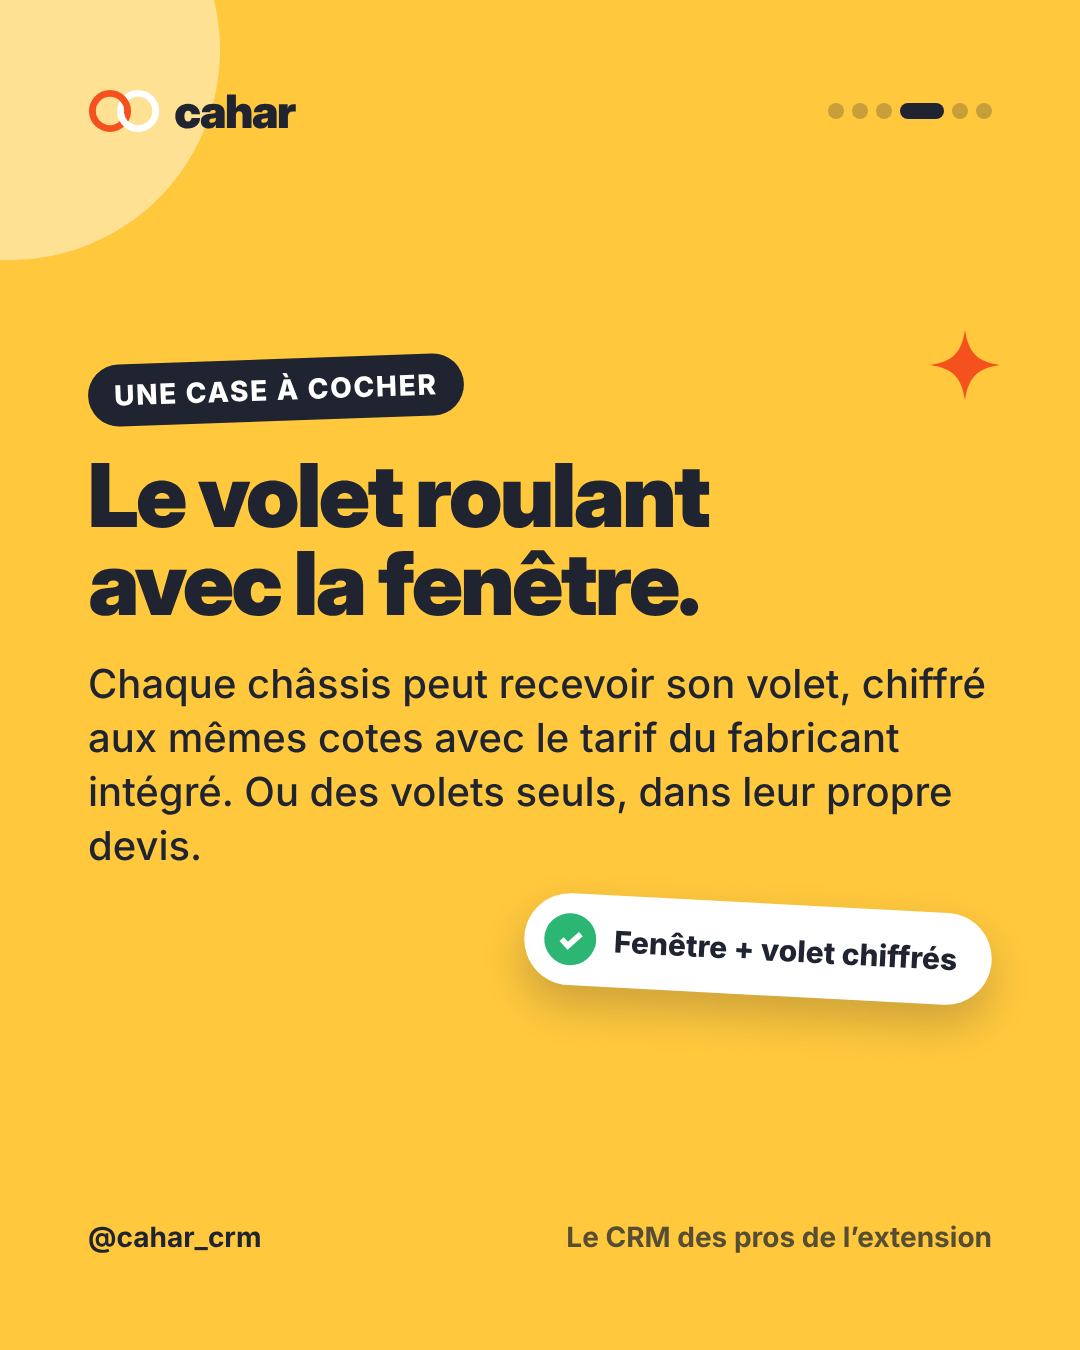 cahar
UNE CASE À COCHER
Le volet roulant
avec la fenêtre.
Chaque châssis peut recevoir son volet, chiffré
aux mêmes cotes avec le tarif du fabricant
intégré. Ou des volets seuls, dans leur propre
devis.
Fenêtre + volet chiffrés
@cahar_crm
Le CRM des pros de l’extension